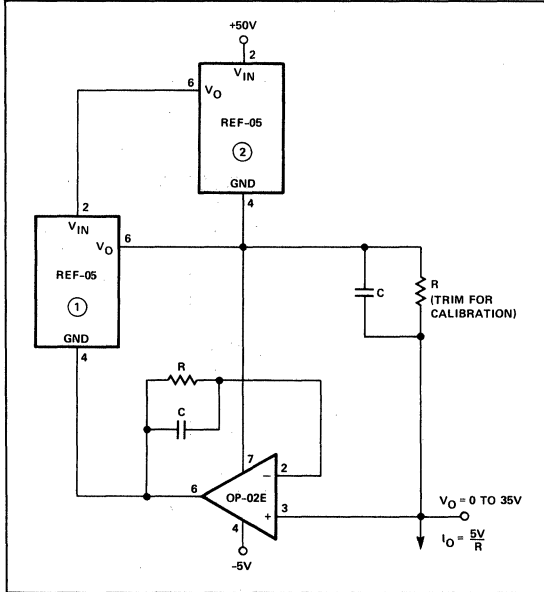 +50V
2
VIN
6
VO
REF-05
2
GND
4
2
VIN
VO
6
REF-05
1
GND
4
C
R
(TRIM FOR
CALIBRATION)
R
C
7
2
−
6
OP-02E
3
+
4
−5V
VO = 0 TO 35V
IO = 5V/R